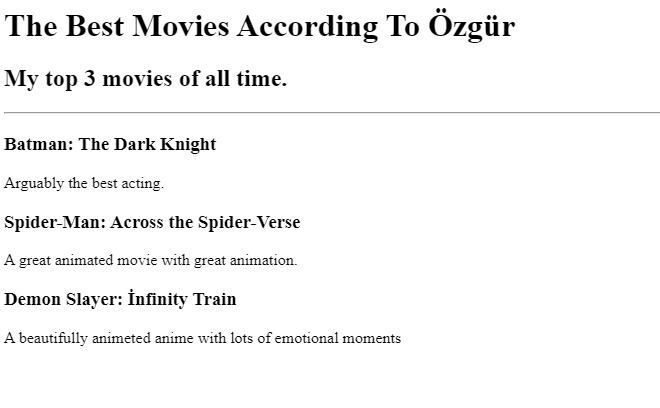 The Best Movies According To Özgür
My top 3 movies of all time.
Batman: The Dark Knight
Arguably the best acting.
Spider-Man: Across the Spider-Verse
A great animated movie with great animation.
Demon Slayer: İnfinity Train
A beautifully animeted anime with lots of emotional moments